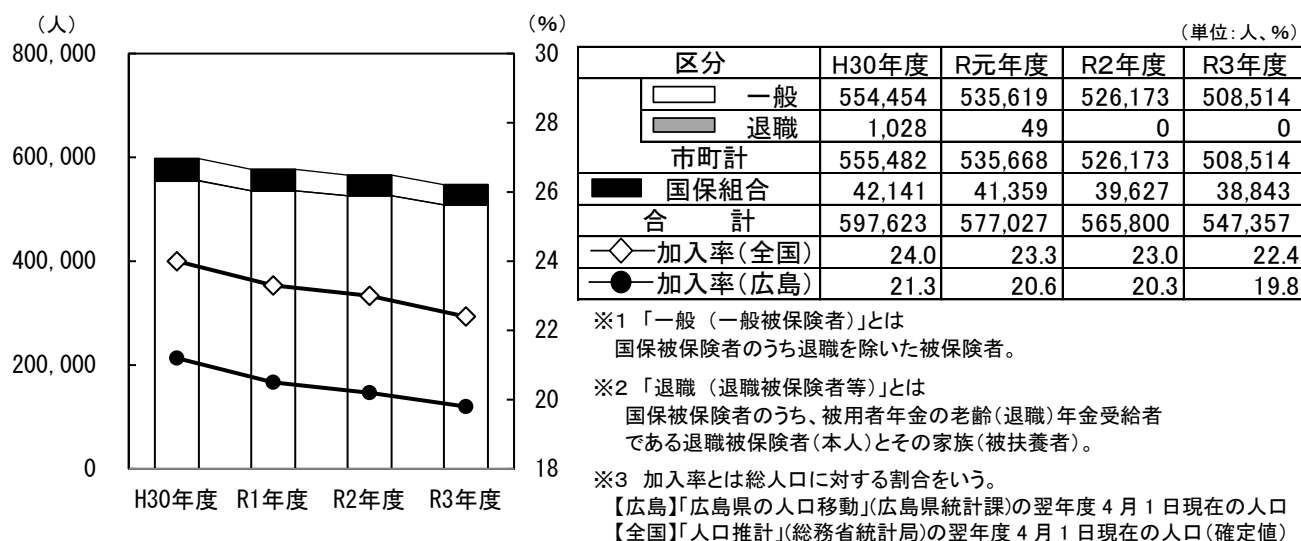 （人）
（%）
800,000
600,000
400,000
200,000
0
30
28
26
24
22
20
18
H30年度 R1年度 R2年度 R3年度
（単位：人、%）
区分 H30年度 R元年度 R2年度 R3年度
一般 554,454 535,619 526,173 508,514
退職 1,028 49 0 0
市町計 555,482 535,668 526,173 508,514
国保組合 42,141 41,359 39,627 38,843
合　計 597,623 577,027 565,800 547,357
加入率（全国） 24.0 23.3 23.0 22.4
加入率（広島） 21.3 20.6 20.3 19.8
※1 「一般（一般被保険者）」とは
国保被保険者のうち退職を除いた被保険者。
※2 「退職（退職被保険者等）」とは
国保被保険者のうち、被用者年金の老齢（退職）年金受給者
である退職被保険者（本人）とその家族（被扶養者）。
※3 加入率とは総人口に対する割合をいう。
【広島】「広島県の人口移動」（広島県統計課）の翌年度４月１日現在の人口
【全国】「人口推計」（総務省統計局）の翌年度４月１日現在の人口（確定値）